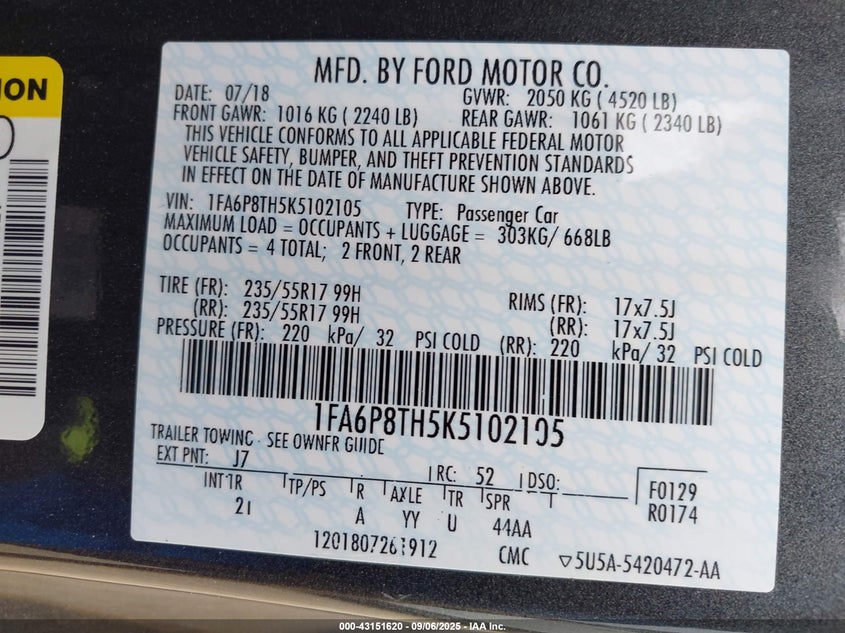 ION
MFD. BY FORD MOTOR CO.
DATE: 07/18 GVWR: 2050 KG ( 4520 LB)
FRONT GAWR: 1016 KG ( 2240 LB) REAR GAWR: 1061 KG ( 2340 LB)
THIS VEHICLE CONFORMS TO ALL APPLICABLE FEDERAL MOTOR
VEHICLE SAFETY, BUMPER, AND THEFT PREVENTION STANDARDS
IN EFFECT ON THE DATE OF MANUFACTURE SHOWN ABOVE.
VIN: 1FA6P8TH5K5102105 TYPE: Passenger Car
MAXIMUM LOAD = OCCUPANTS + LUGGAGE = 303KG/ 668LB
OCCUPANTS = 4 TOTAL; 2 FRONT, 2 REAR
TIRE (FR): 235/55R17 99H RIMS (FR): 17x7.5J
(RR): 235/55R17 99H (RR): 17x7.5J
PRESSURE (FR): 220 kPa/ 32 PSI COLD (RR): 220 kPa/ 32 PSI COLD
1FA6P8TH5K5102105
TRAILER TOWING - SEE OWNER GUIDE
EXT PNT: J7 RC: 52 DSO: F0129
INT TR TP/PS R AXLE TR SPR T R0174
2I A YY U 44AA
1201807261912 CMC ▽5U5A-5420472-AA
000-43151620 - 09/06/2025 - IAA Inc.